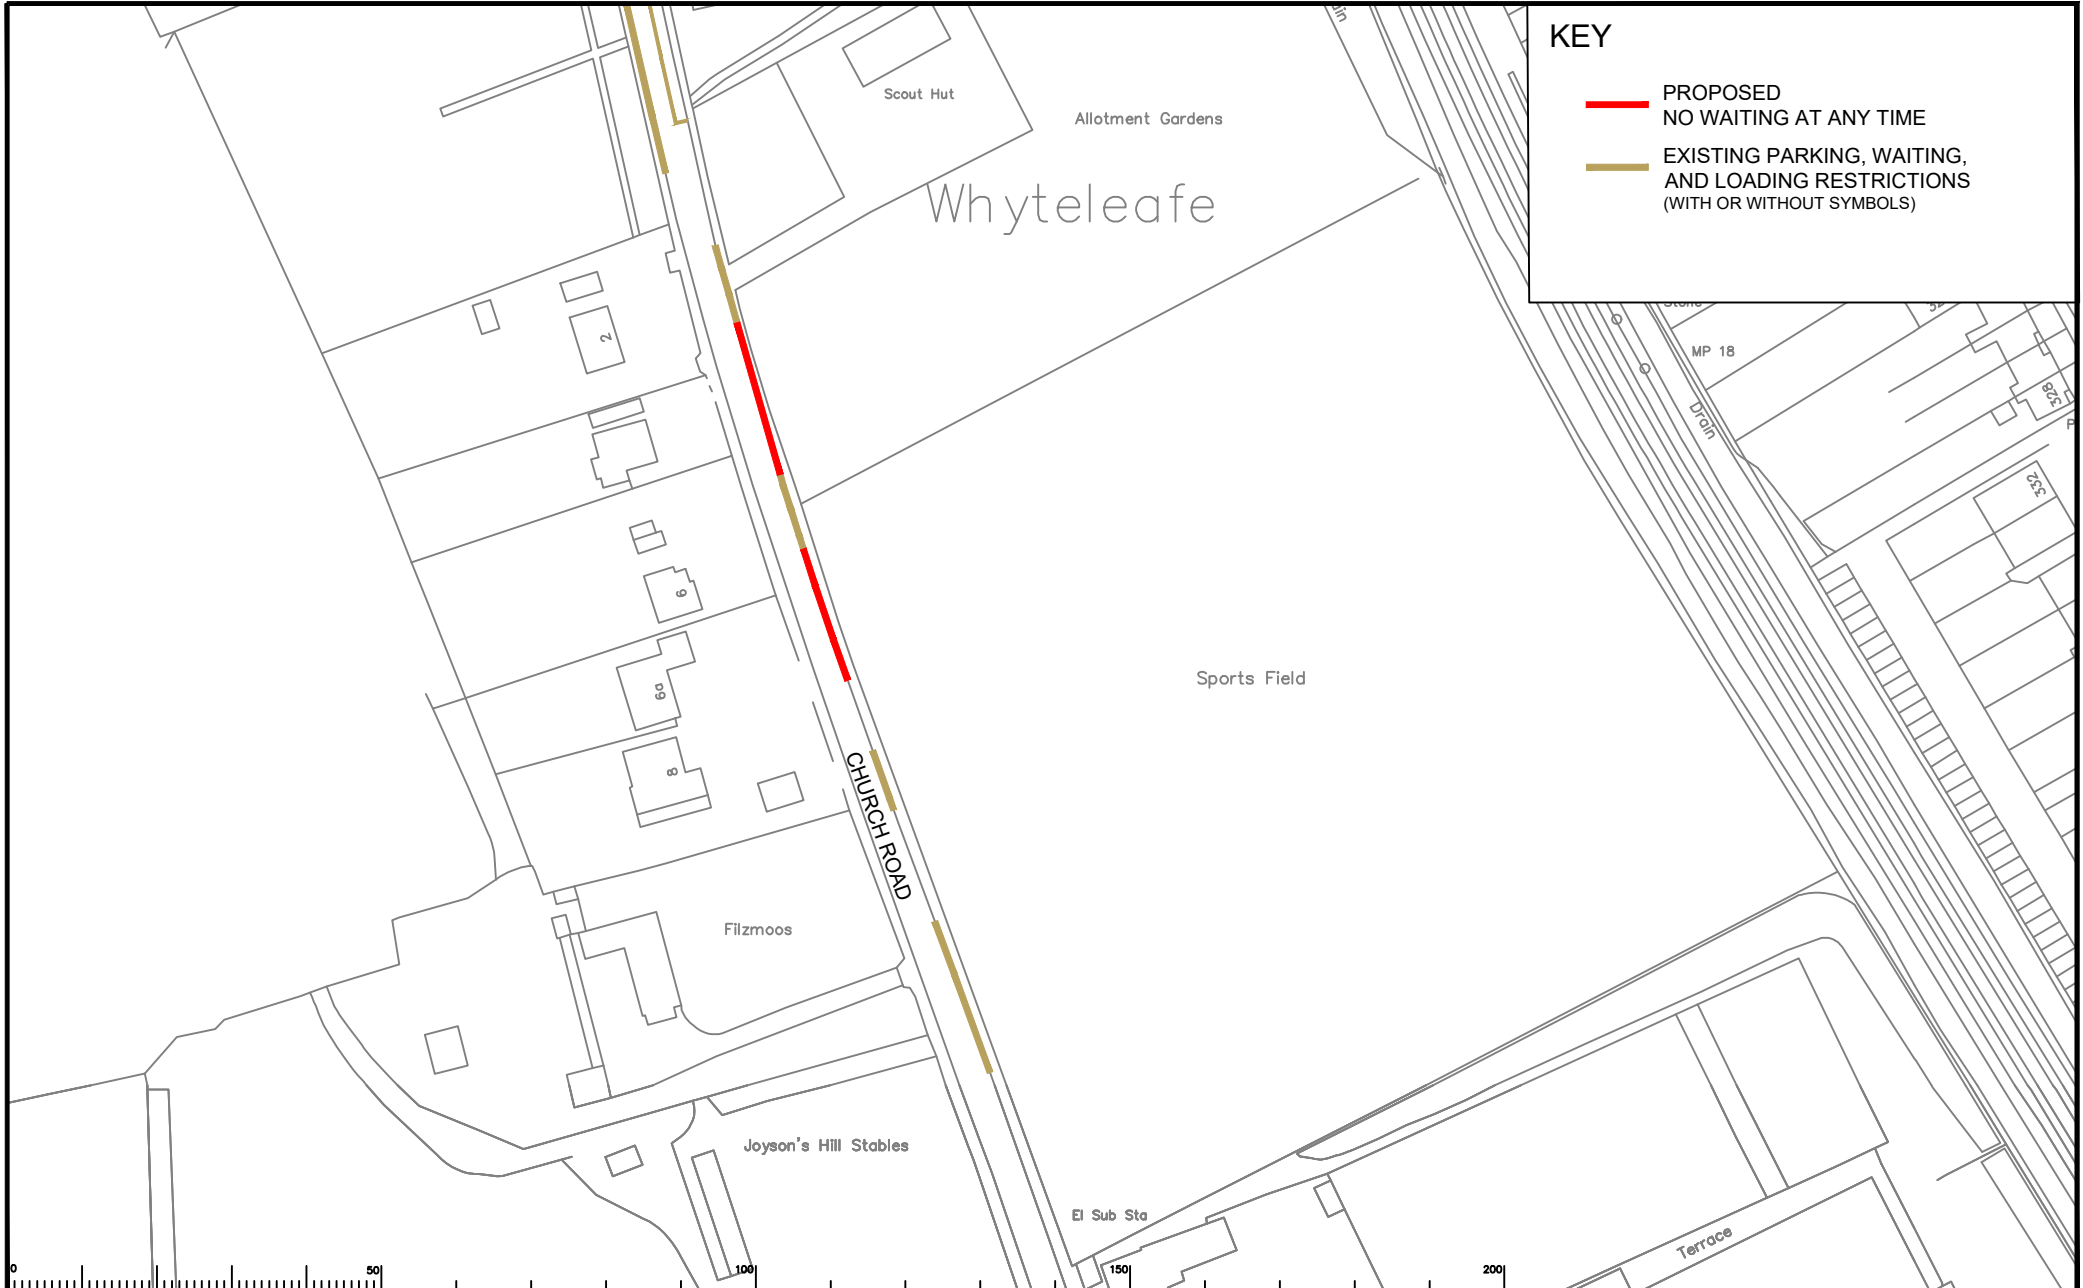 KEY
PROPOSED
NO WAITING AT ANY TIME
EXISTING PARKING, WAITING,
AND LOADING RESTRICTIONS
(WITH OR WITHOUT SYMBOLS)
Scout Hut
Allotment Gardens
Whyteleafe
MP 18
2
328
Drain
332
6
Sports Field
6a
8
CHURCH ROAD
Filzmoos
Joyson's Hill Stables
El Sub Sta
Terrace
0
50
100
150
200